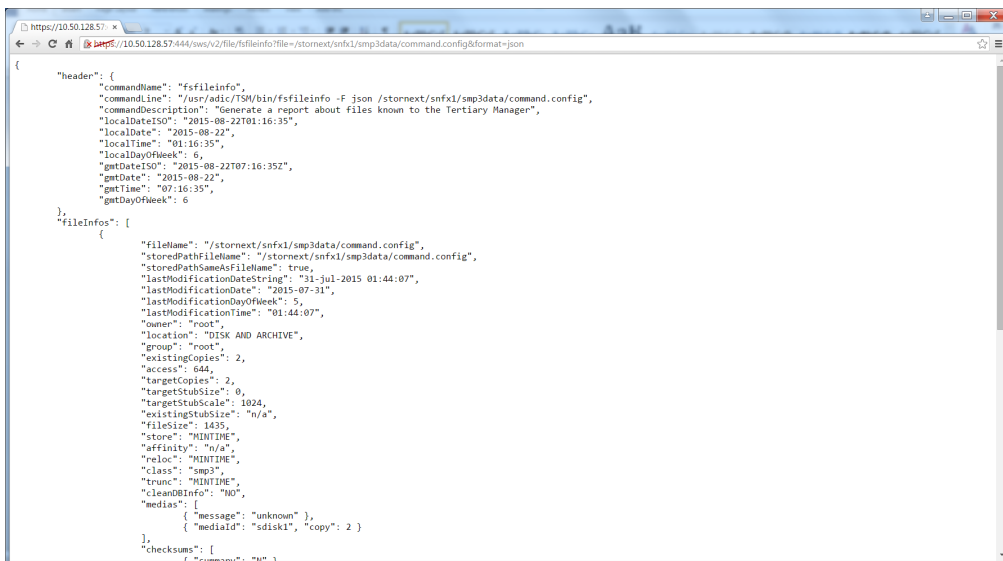 https://10.50.128.57:
https://10.50.128.57:444/sws/v2/file/fsfileinfo?file=/stornext/snfx1/smp3data/command.config&format=json
{
"header": {
"commandName": "fsfileinfo",
"commandLine": "/usr/adic/TSM/bin/fsfileinfo -F json /stornext/snfx1/smp3data/command.config",
"commandDescription": "Generate a report about files known to the Tertiary Manager",
"localDateISO": "2015-08-22T01:16:35",
"localDate": "2015-08-22",
"localTime": "01:16:35",
"localDayOfWeek": 6,
"gmtDateISO": "2015-08-22T07:16:35Z",
"gmtDate": "2015-08-22",
"gmtTime": "07:16:35",
"gmtDayOfWeek": 6
},
"fileInfos": [
{
"fileName": "/stornext/snfx1/smp3data/command.config",
"storedPathFileName": "/stornext/snfx1/smp3data/command.config",
"storedPathSameAsFileName": true,
"lastModificationDateString": "31-jul-2015 01:44:07",
"lastModificationDate": "2015-07-31",
"lastModificationDayOfWeek": 5,
"lastModificationTime": "01:44:07",
"owner": "root",
"location": "DISK AND ARCHIVE",
"group": "root",
"existingCopies": 2,
"access": 644,
"targetCopies": 2,
"targetStubSize": 0,
"targetStubScale": 1024,
"existingStubSize": "n/a",
"fileSize": 1435,
"store": "MINTIME",
"affinity": "n/a",
"reloc": "MINTIME",
"class": "smp3",
"trunc": "MINTIME",
"cleanDBInfo": "NO",
"medias": [
{ "message": "unknown" },
{ "mediaId": "sdisk1", "copy": 2 }
],
"checksums": [
{ "summary": "N" }